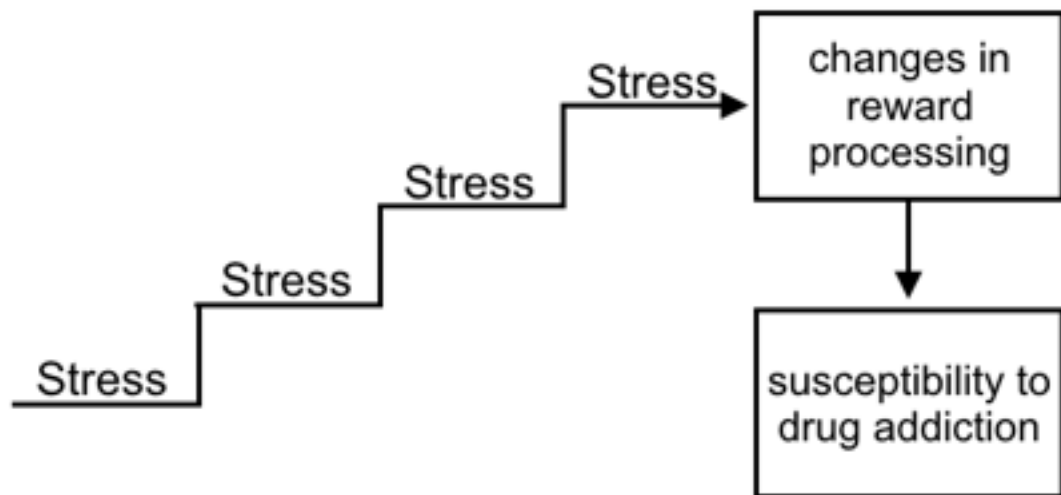 Stress
Stress
Stress
Stress
changes in
reward
processing
susceptibility to
drug addiction